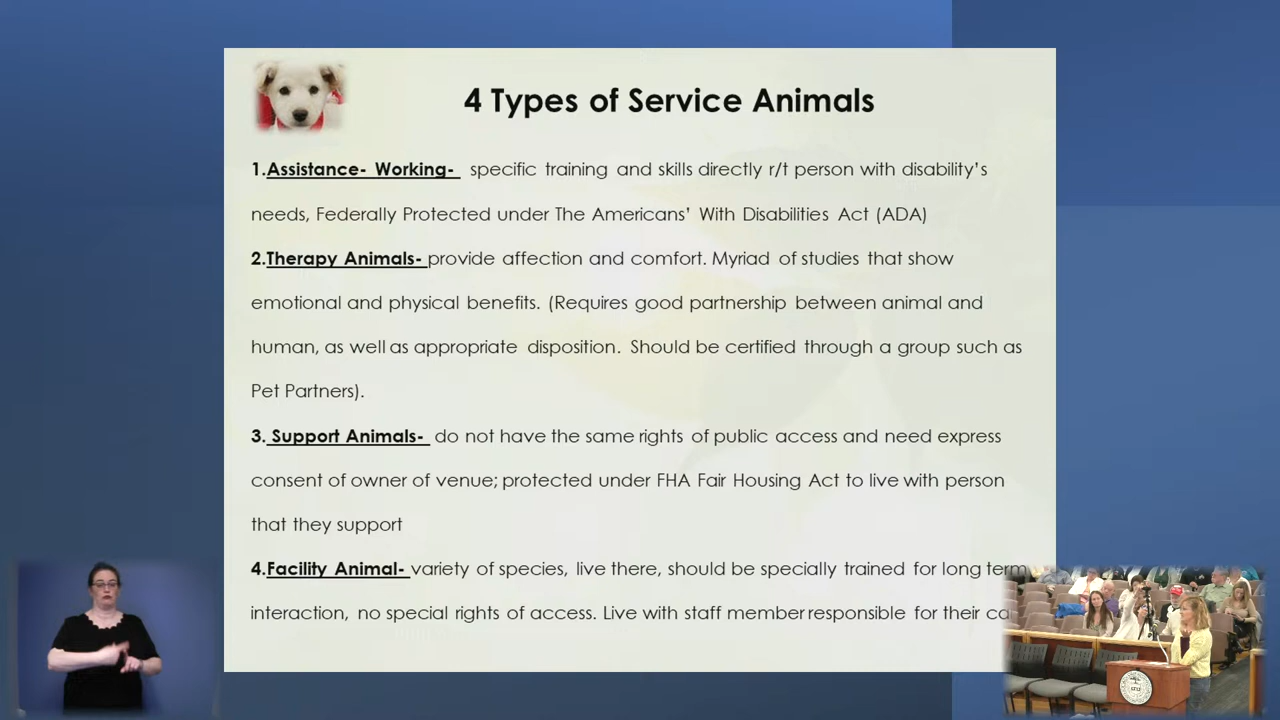 4 Types of Service Animals
1.Assistance- Working- specific training and skills directly r/t person with disability's
needs, Federally Protected under The Americans' With Disabilities Act (ADA)
2.Therapy Animals- provide affection and comfort. Myriad of studies that show
emotional and physical benefits. (Requires good partnership between animal and
human, as well as appropriate disposition. Should be certified through a group such as
Pet Partners).
3. Support Animals- do not have the same rights of public access and need express
consent of owner of venue; protected under FHA Fair Housing Act to live with person
that they support
4.Facility Animal- variety of species, live there, should be specially trained for long term
interaction, no special rights of access. Live with staff member responsible for their